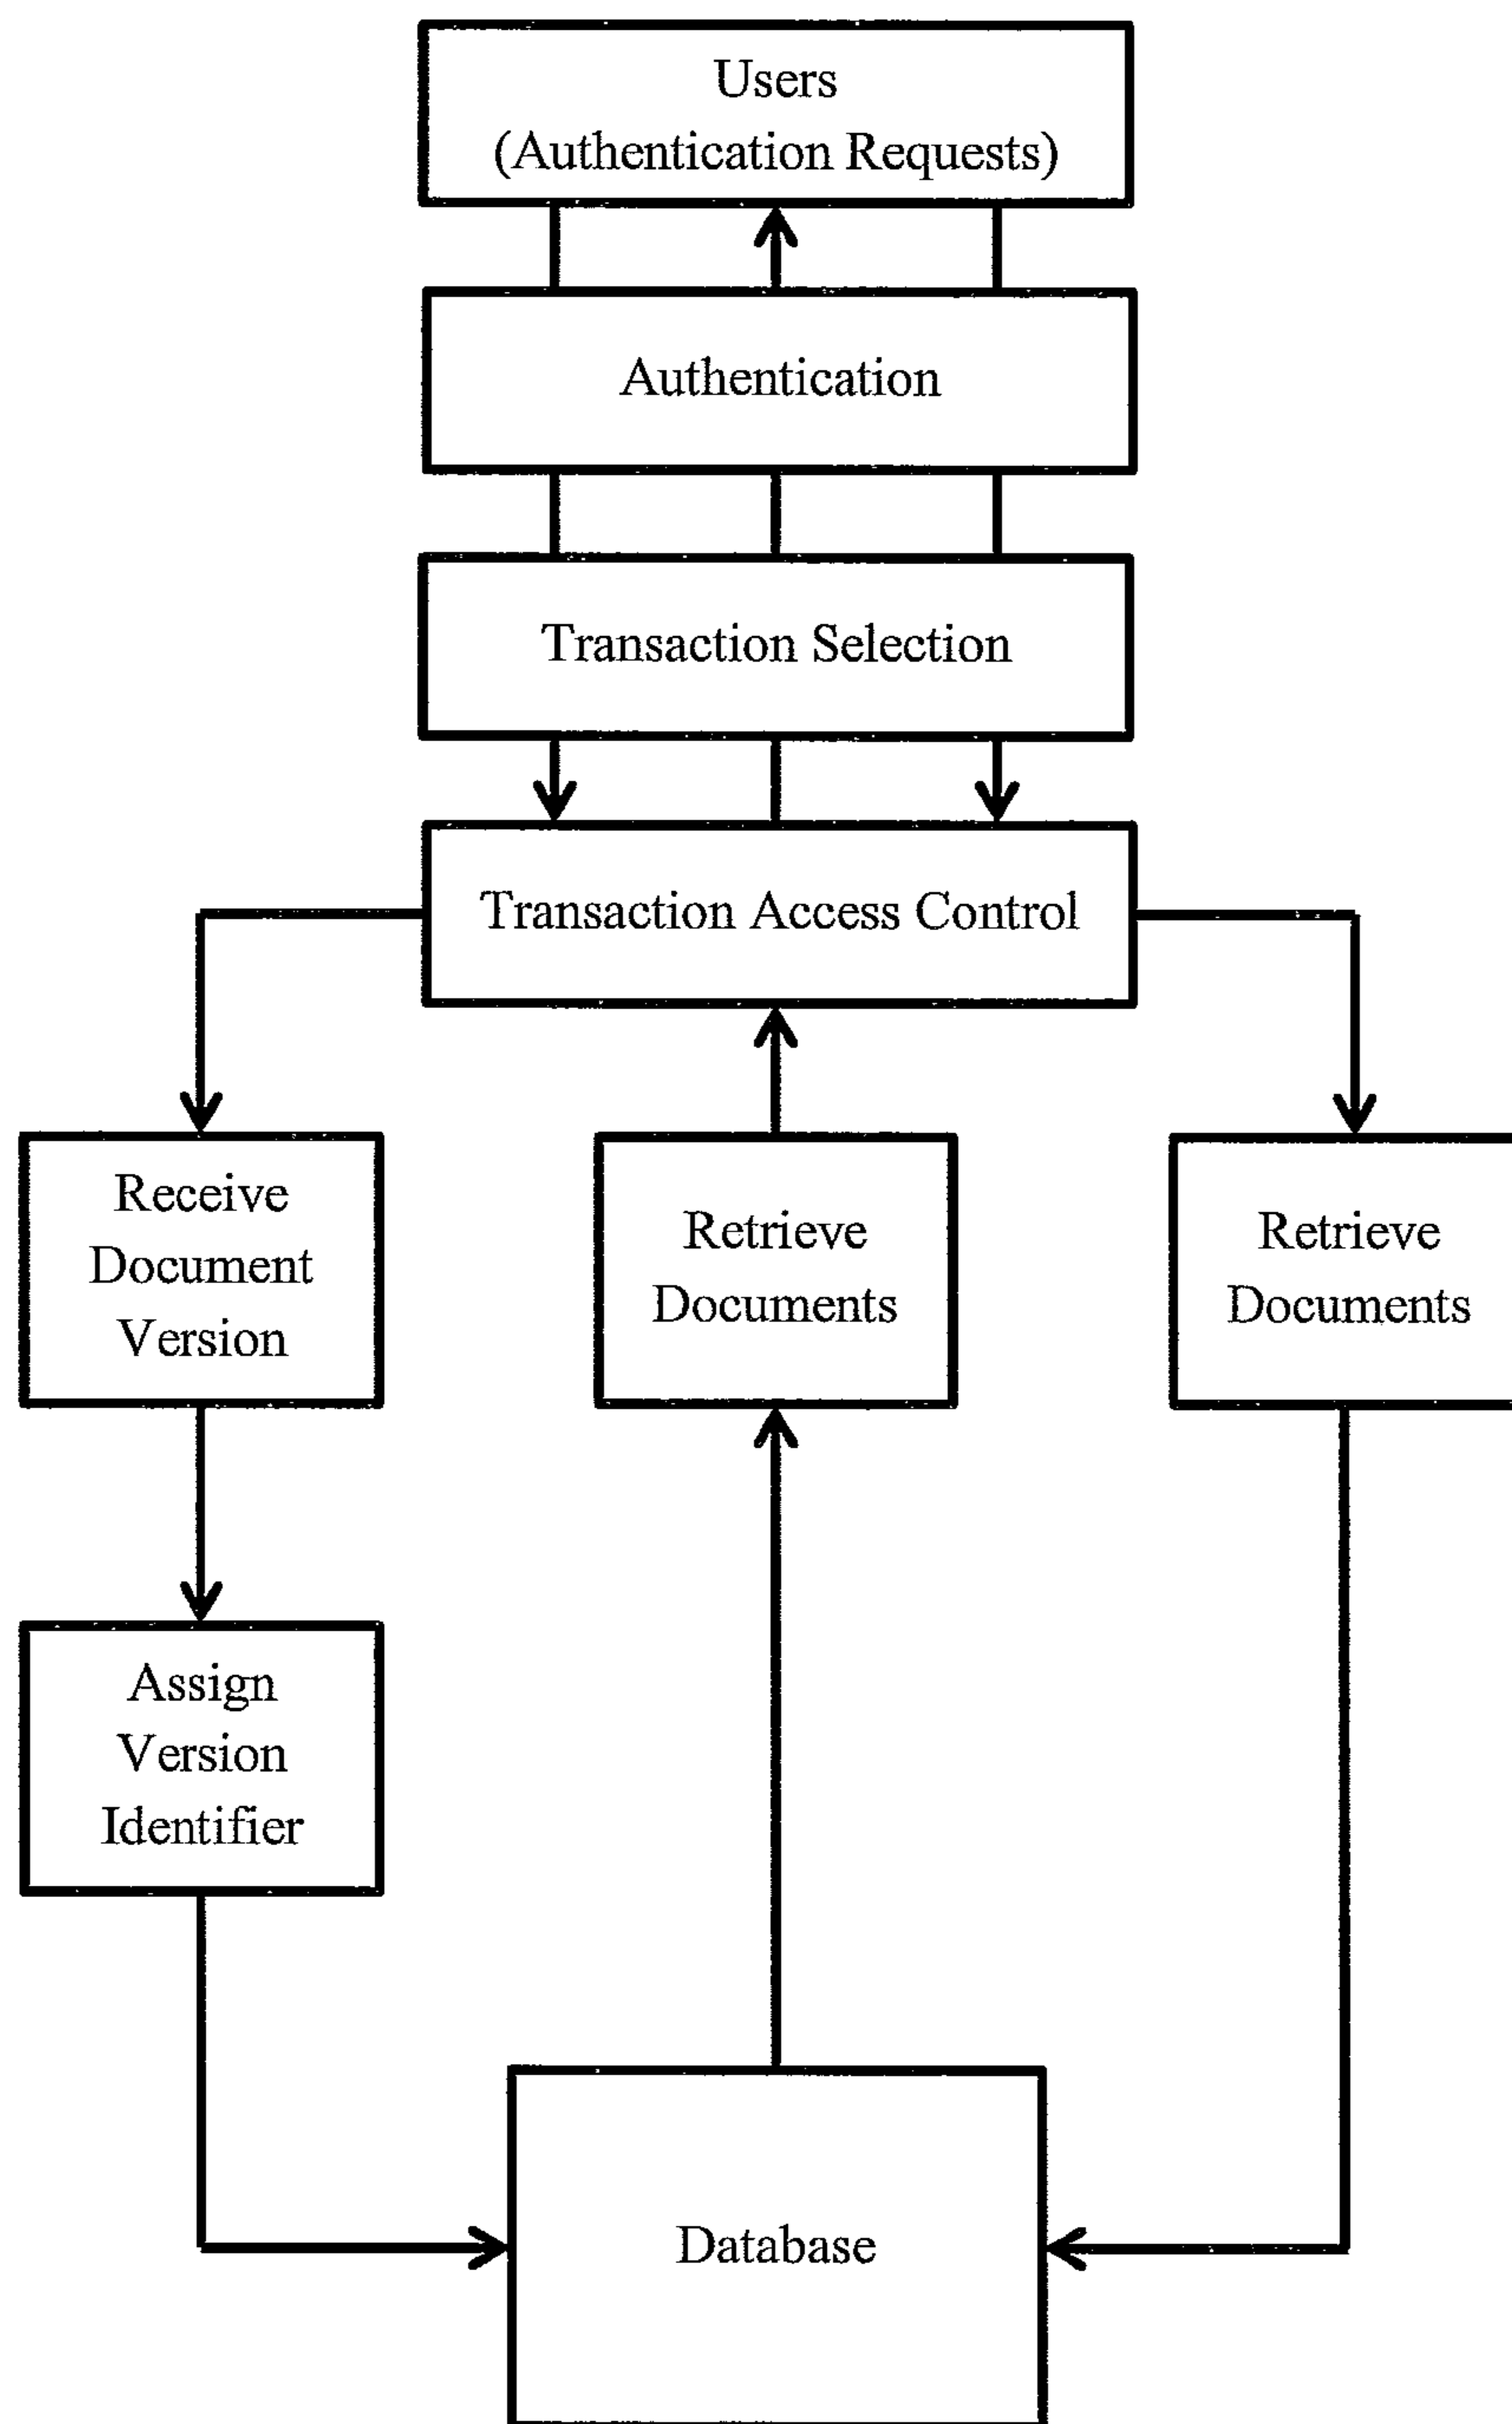 Users
(Authentication Requests)
Authentication
Transaction Selection
Transaction Access Control
Receive
Document
Version
Retrieve
Documents
Retrieve
Documents
Assign
Version
Identifier
Database